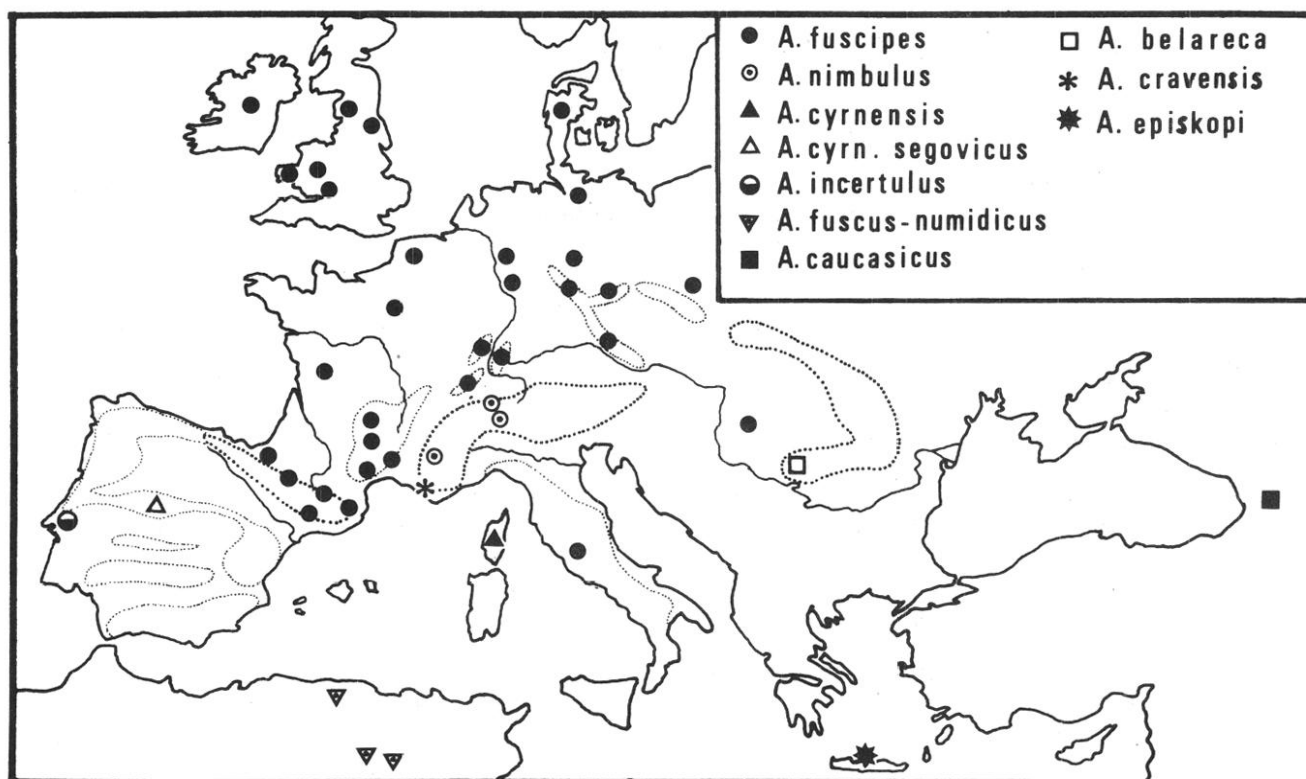 A. fuscipes
A. nimbulus
A. cyrnensis
A. cyrn. segovicus
A. incertulus
A. fuscus-numidicus
A. caucasicus
A. belareca
A. cravensis
A. episkopi